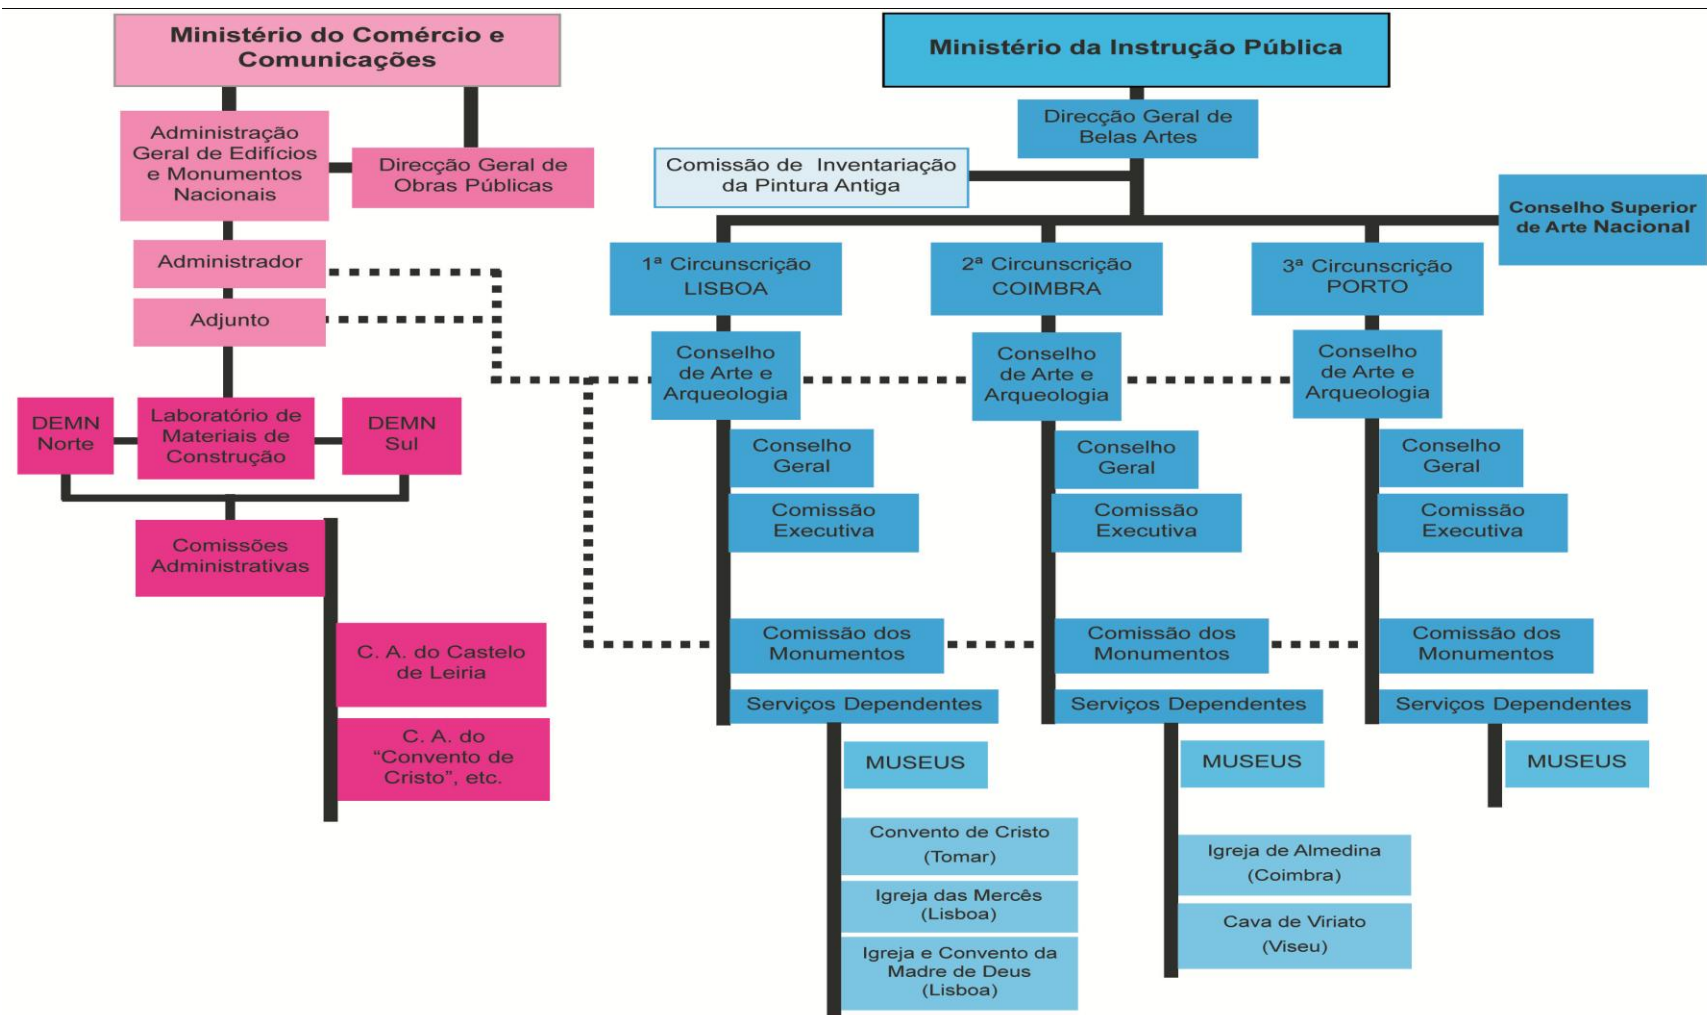 Ministério do Comércio e
Comunicações
Administração
Geral de Edifícios
e Monumentos
Nacionais
Direcção Geral de
Obras Públicas
Administrador
Adjunto
DEMN
Norte
Laboratório de
Materiais de
Construção
DEMN
Sul
Comissões
Administrativas
C. A. do Castelo
de Leiria
C. A. do
“Convento de
Cristo”, etc.
Ministério da Instrução Pública
Direcção Geral de
Belas Artes
Comissão de Inventariação
da Pintura Antiga
Conselho Superior
de Arte Nacional
1ª Circunscrição
LISBOA
Conselho
de Arte e
Arqueologia
Conselho
Geral
Comissão
Executiva
Comissão dos
Monumentos
Serviços Dependentes
MUSEUS
Convento de Cristo
(Tomar)
Igreja das Mercês
(Lisboa)
Igreja e Convento da
Madre de Deus
(Lisboa)
2ª Circunscrição
COIMBRA
Conselho
de Arte e
Arqueologia
Conselho
Geral
Comissão
Executiva
Comissão dos
Monumentos
Serviços Dependentes
MUSEUS
Igreja de Almedina
(Coimbra)
Cava de Viriato
(Viseu)
3ª Circunscrição
PORTO
Conselho
de Arte e
Arqueologia
Conselho
Geral
Comissão
Executiva
Comissão dos
Monumentos
Serviços Dependentes
MUSEUS